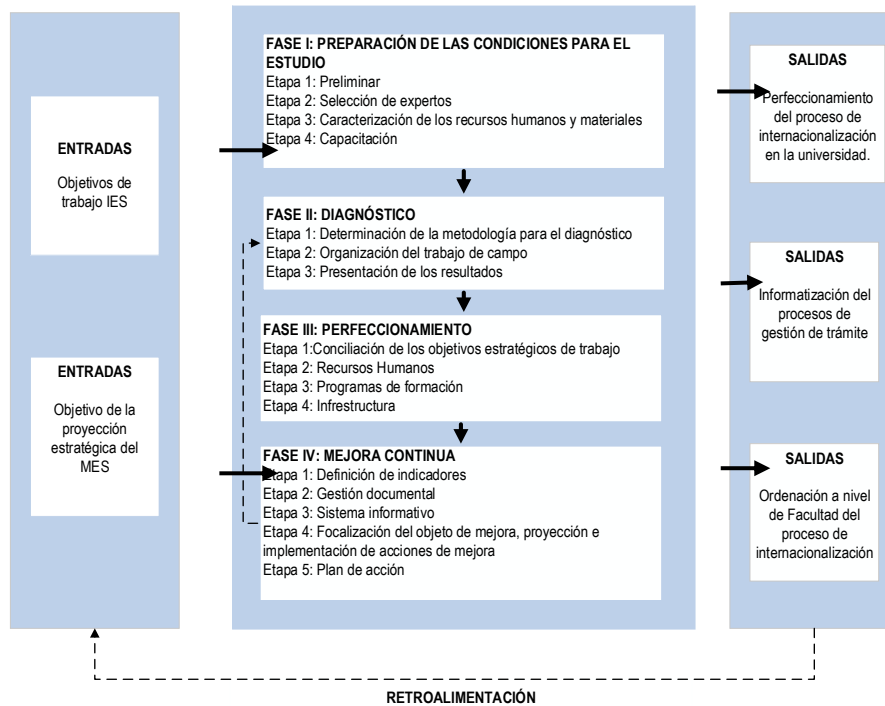 ENTRADAS
Objetivos de
trabajo IES
ENTRADAS
Objetivo de la
proyección
estratégica del
MES
FASE I: PREPARACIÓN DE LAS CONDICIONES PARA EL
ESTUDIO
Etapa 1: Preliminar
Etapa 2: Selección de expertos
Etapa 3: Caracterización de los recursos humanos y materiales
Etapa 4: Capacitación
FASE II: DIAGNÓSTICO
Etapa 1: Determinación de la metodología para el diagnóstico
Etapa 2: Organización del trabajo de campo
Etapa 3: Presentación de los resultados
FASE III: PERFECCIONAMIENTO
Etapa 1:Conciliación de los objetivos estratégicos de trabajo
Etapa 2: Recursos Humanos
Etapa 3: Programas de formación
Etapa 4: Infrestructura
FASE IV: MEJORA CONTINUA
Etapa 1: Definición de indicadores
Etapa 2: Gestión documental
Etapa 3: Sistema informativo
Etapa 4: Focalización del objeto de mejora, proyección e
implementación de acciones de mejora
Etapa 5: Plan de acción
SALIDAS
Perfeccionamiento
del proceso de
internacionalización
en la universidad.
SALIDAS
Informatización del
procesos de
gestión de trámite
SALIDAS
Ordenación a nivel
de Facultad del
proceso de
internacionalización
RETROALIMENTACIÓN